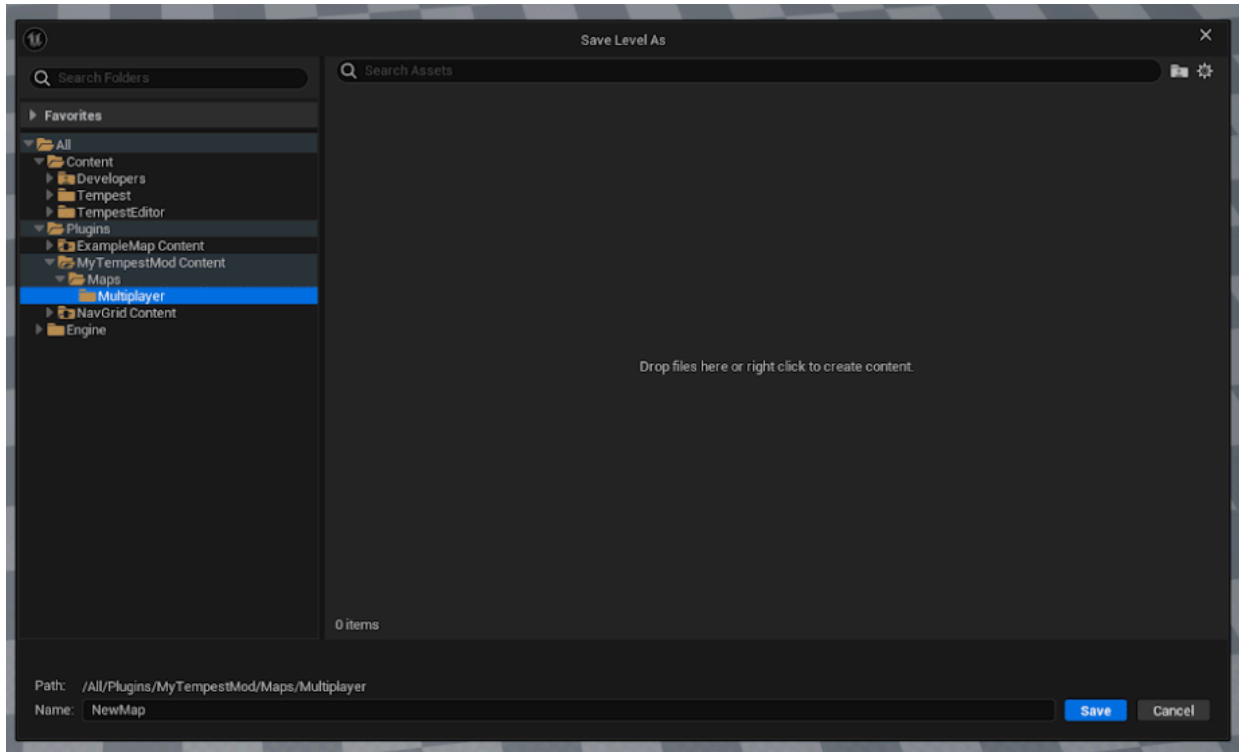 Save Level As
Search Folders
Search Assets
Favorites
All
Content
Developers
Tempest
TempestEditor
Plugins
ExampleMap Content
MyTempestMod Content
Maps
Multiplayer
NavGrid Content
Engine
Drop files here or right click to create content.
0 items
Path: /All/Plugins/MyTempestMod/Maps/Multiplayer
Name: NewMap Save Cancel